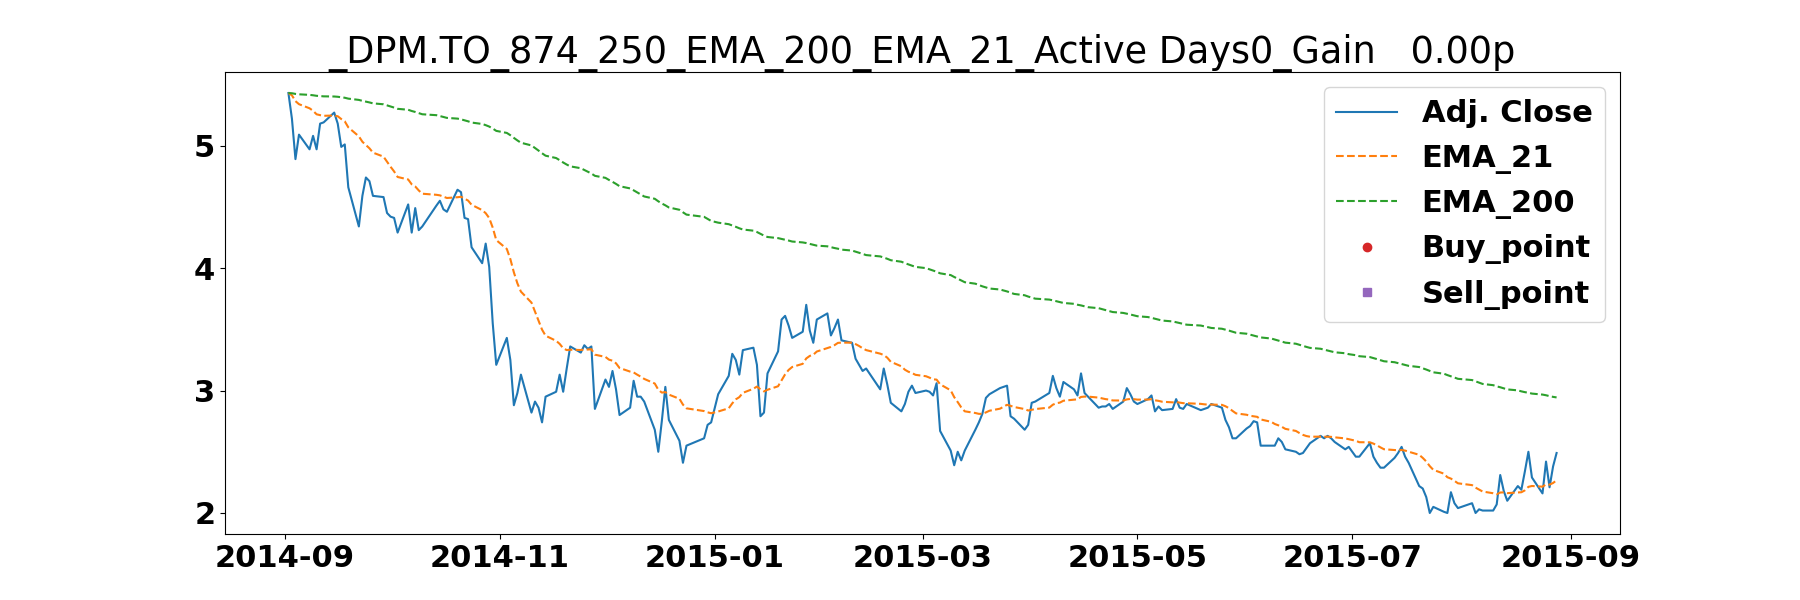 _DPM.TO_874_250_EMA_200_EMA_21_Active Days0_Gain   0.00p
Adj. Close
EMA_21
EMA_200
Buy_point
Sell_point
5
4
3
2
2014-09 2014-11 2015-01 2015-03 2015-05 2015-07 2015-09